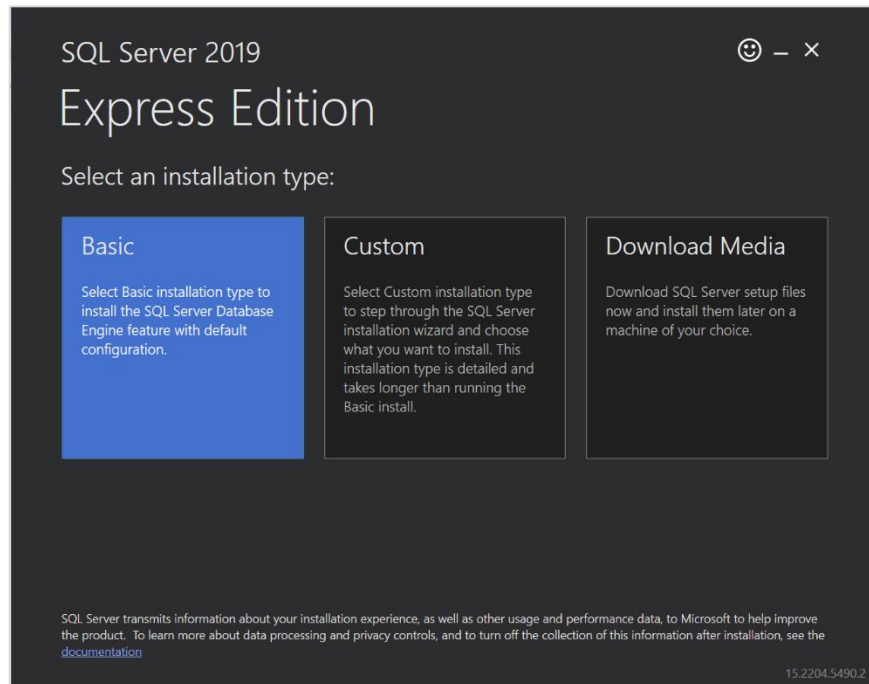 SQL Server 2019
Express Edition
Select an installation type:
Basic
Select Basic installation type to
install the SQL Server Database
Engine feature with default
configuration.
Custom
Select Custom installation type
to step through the SQL Server
installation wizard and choose
what you want to install. This
installation type is detailed and
takes longer than running the
Basic install.
Download Media
Download SQL Server setup files
now and install them later on a
machine of your choice.
SQL Server transmits information about your installation experience, as well as other usage and performance data, to Microsoft to help improve
the product. To learn more about data processing and privacy controls, and to turn off the collection of this information after installation, see the
documentation
15.2204.5490.2